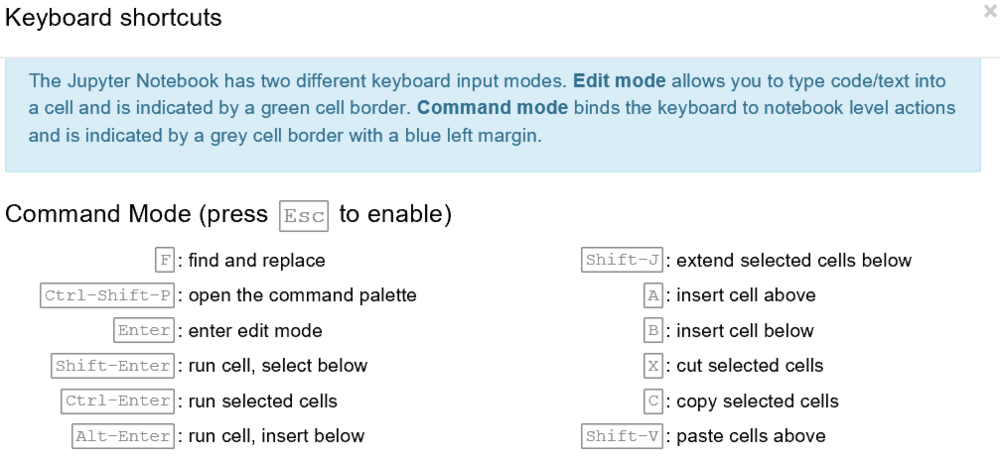 Keyboard shortcuts
×
The Jupyter Notebook has two different keyboard input modes. Edit mode allows you to type code/text into
a cell and is indicated by a green cell border. Command mode binds the keyboard to notebook level actions
and is indicated by a grey cell border with a blue left margin.
Command Mode (press Esc to enable)
F : find and replace
Ctrl-Shift-P : open the command palette
Enter : enter edit mode
Shift-Enter : run cell, select below
Ctrl-Enter : run selected cells
Alt-Enter : run cell, insert below
Shift-J : extend selected cells below
A : insert cell above
B : insert cell below
X : cut selected cells
C : copy selected cells
Shift-V : paste cells above